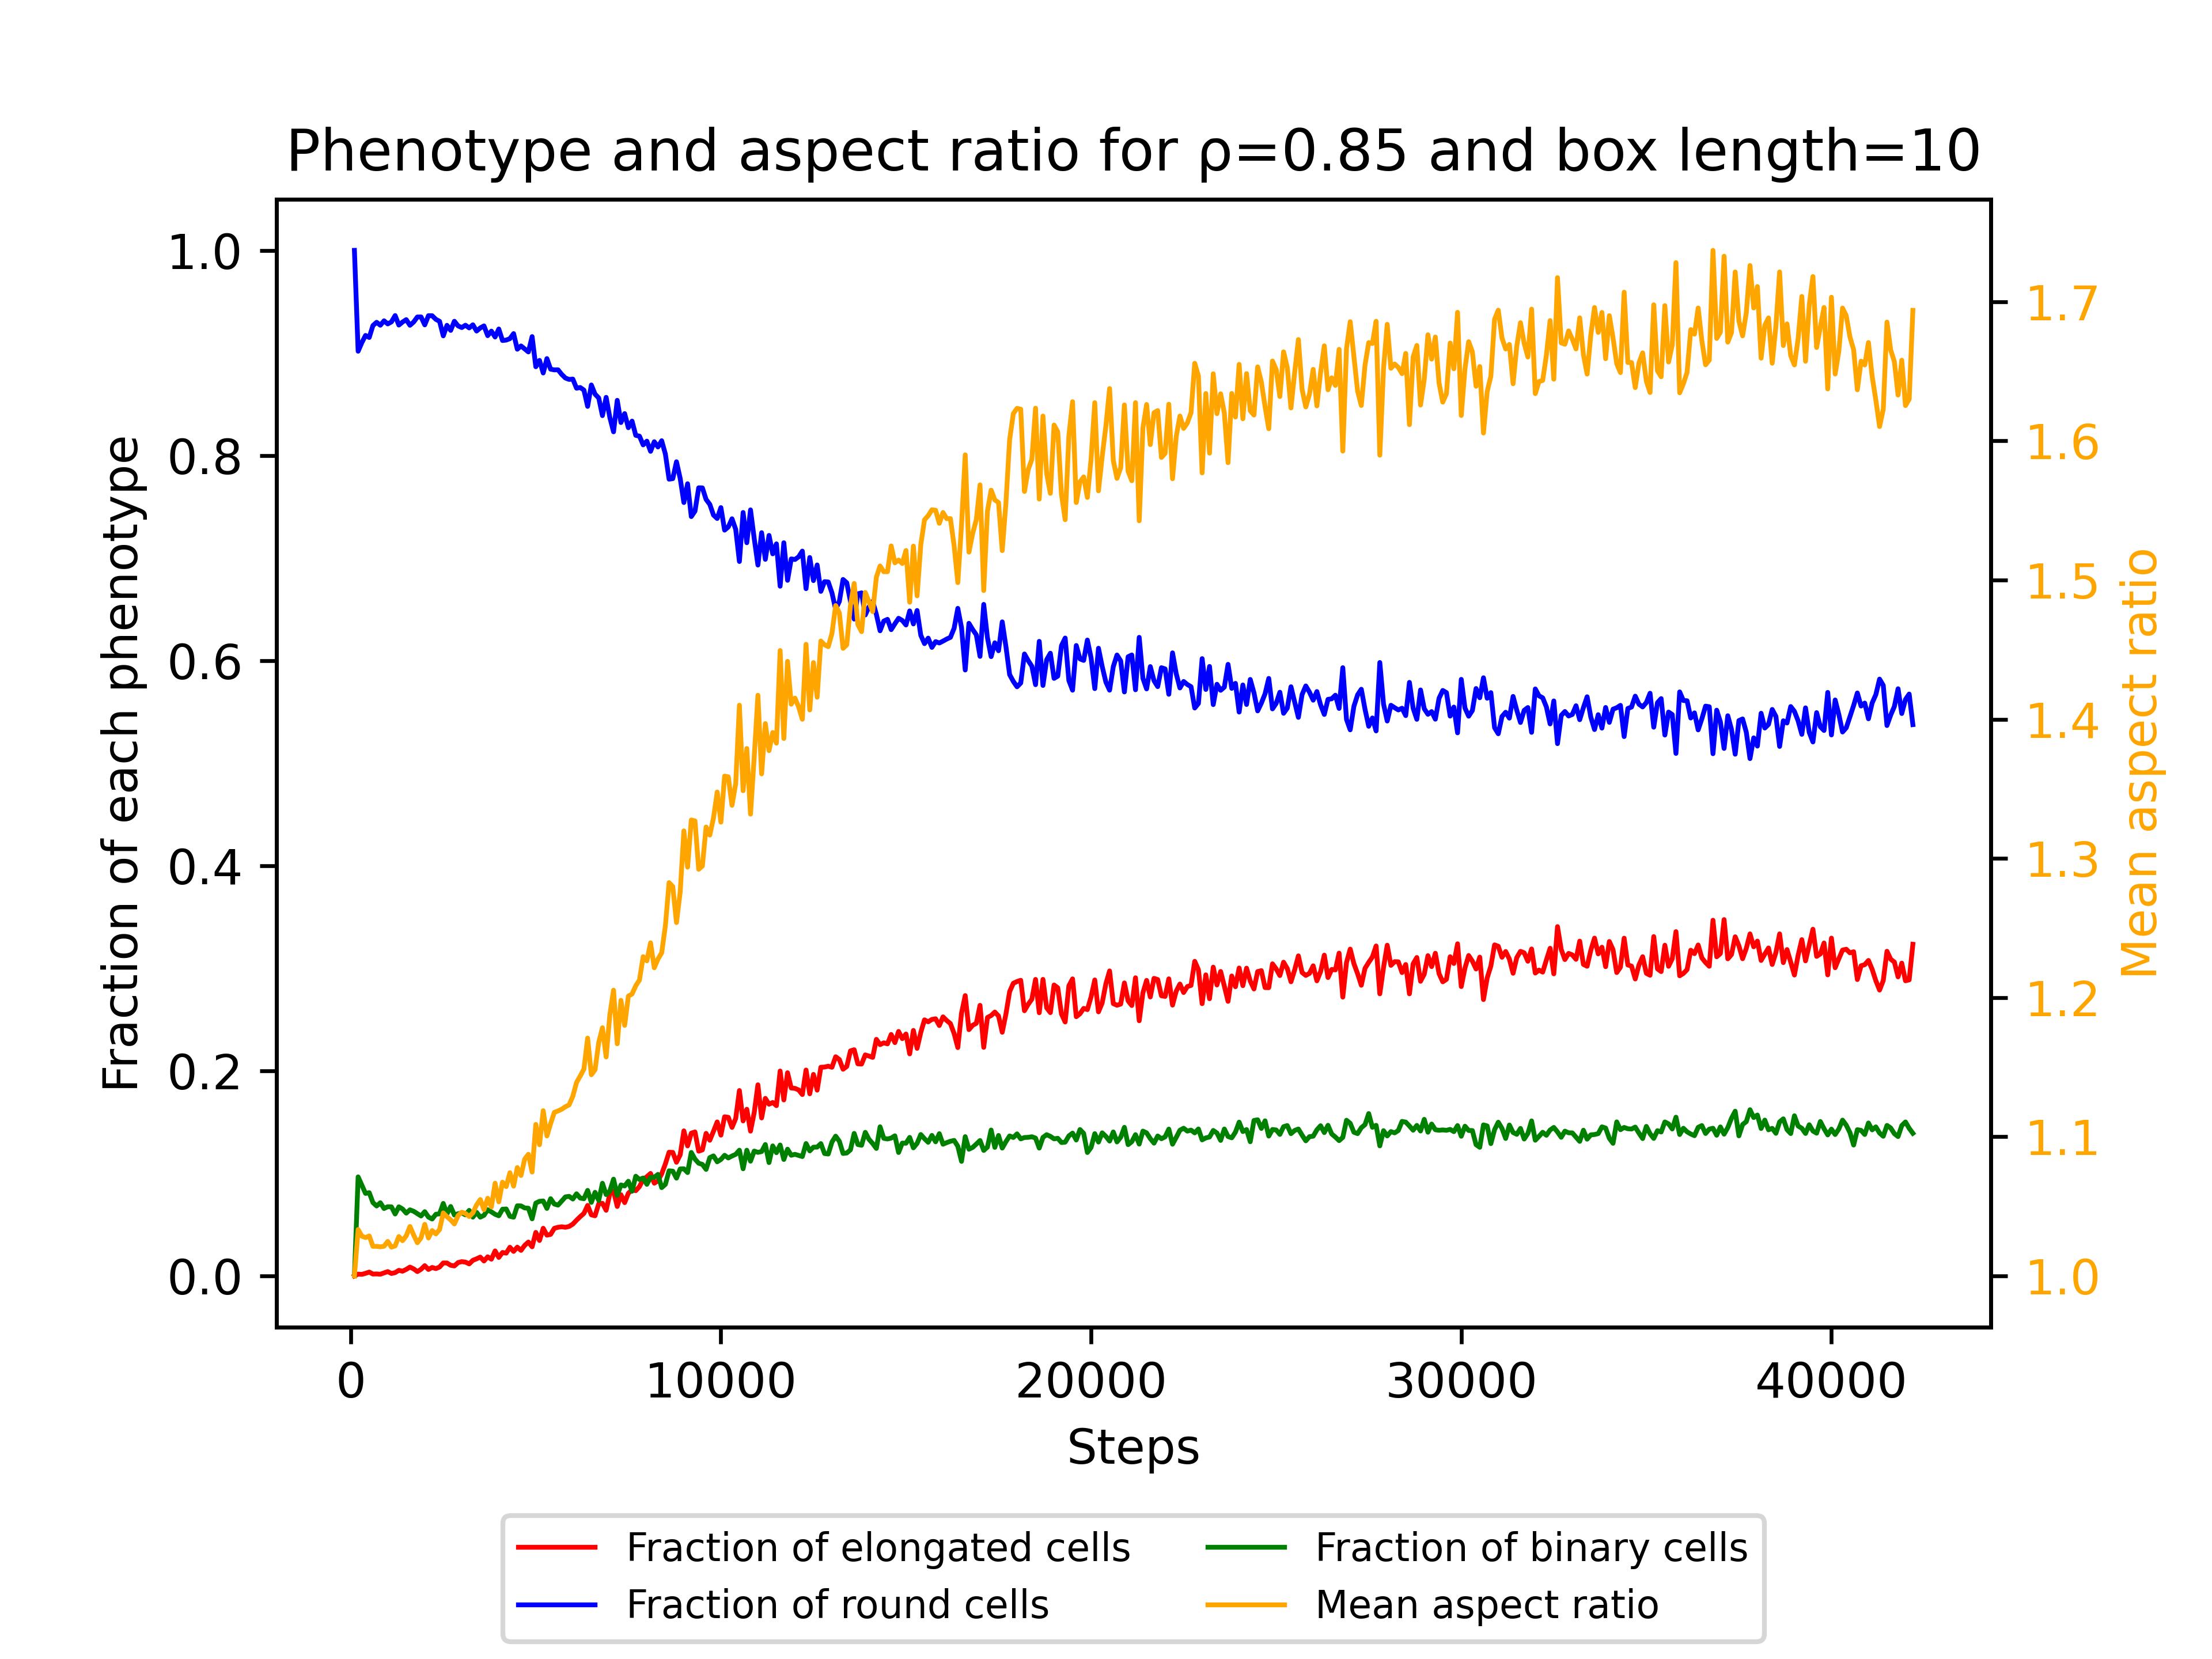 Phenotype and aspect ratio for ρ=0.85 and box length=10
Fraction of each phenotype
1.0
0.8
0.6
0.4
0.2
0.0
1.7
1.6
1.5
1.4
1.3
1.2
1.1
1.0
Mean aspect ratio
0 10000 20000 30000 40000
Steps
Fraction of elongated cells
Fraction of round cells
Fraction of binary cells
Mean aspect ratio